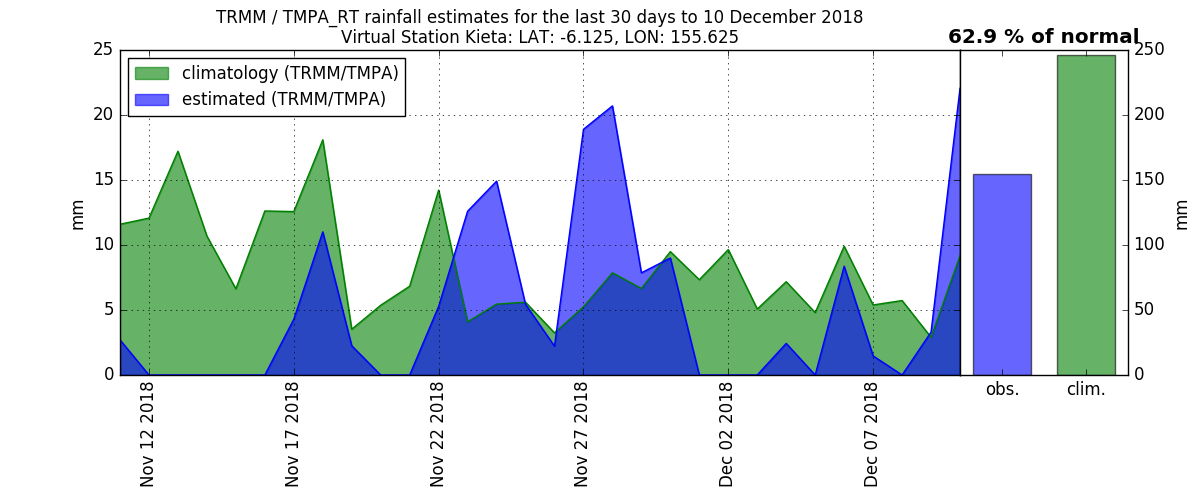 TRMM / TMPA_RT rainfall estimates for the last 30 days to 10 December 2018
Virtual Station Kieta: LAT: -6.125, LON: 155.625
62.9 % of normal
climatology (TRMM/TMPA)
estimated (TRMM/TMPA)
25
20
15
10
5
0
mm
250
200
150
100
50
0
mm
Nov 12 2018
Nov 17 2018
Nov 22 2018
Nov 27 2018
Dec 02 2018
Dec 07 2018
obs.
clim.